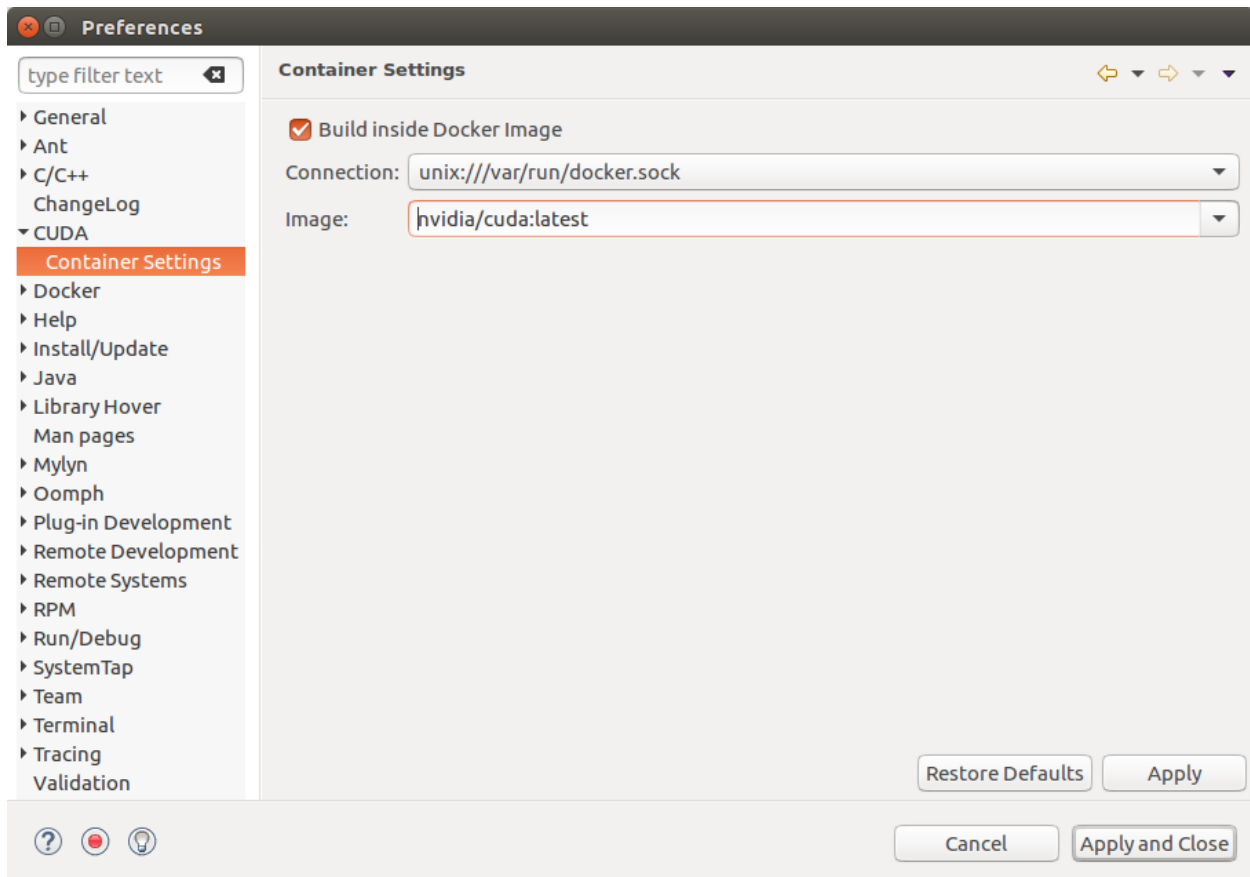 Preferences
type filter text
General
Ant
C/C++
ChangeLog
CUDA
Container Settings
Docker
Help
Install/Update
Java
Library Hover
Man pages
Mylyn
Oomph
Plug-in Development
Remote Development
Remote Systems
RPM
Run/Debug
SystemTap
Team
Terminal
Tracing
Validation
Container Settings
Build inside Docker Image
Connection: unix:///var/run/docker.sock
Image: nvidia/cuda:latest
Restore Defaults Apply
Cancel Apply and Close